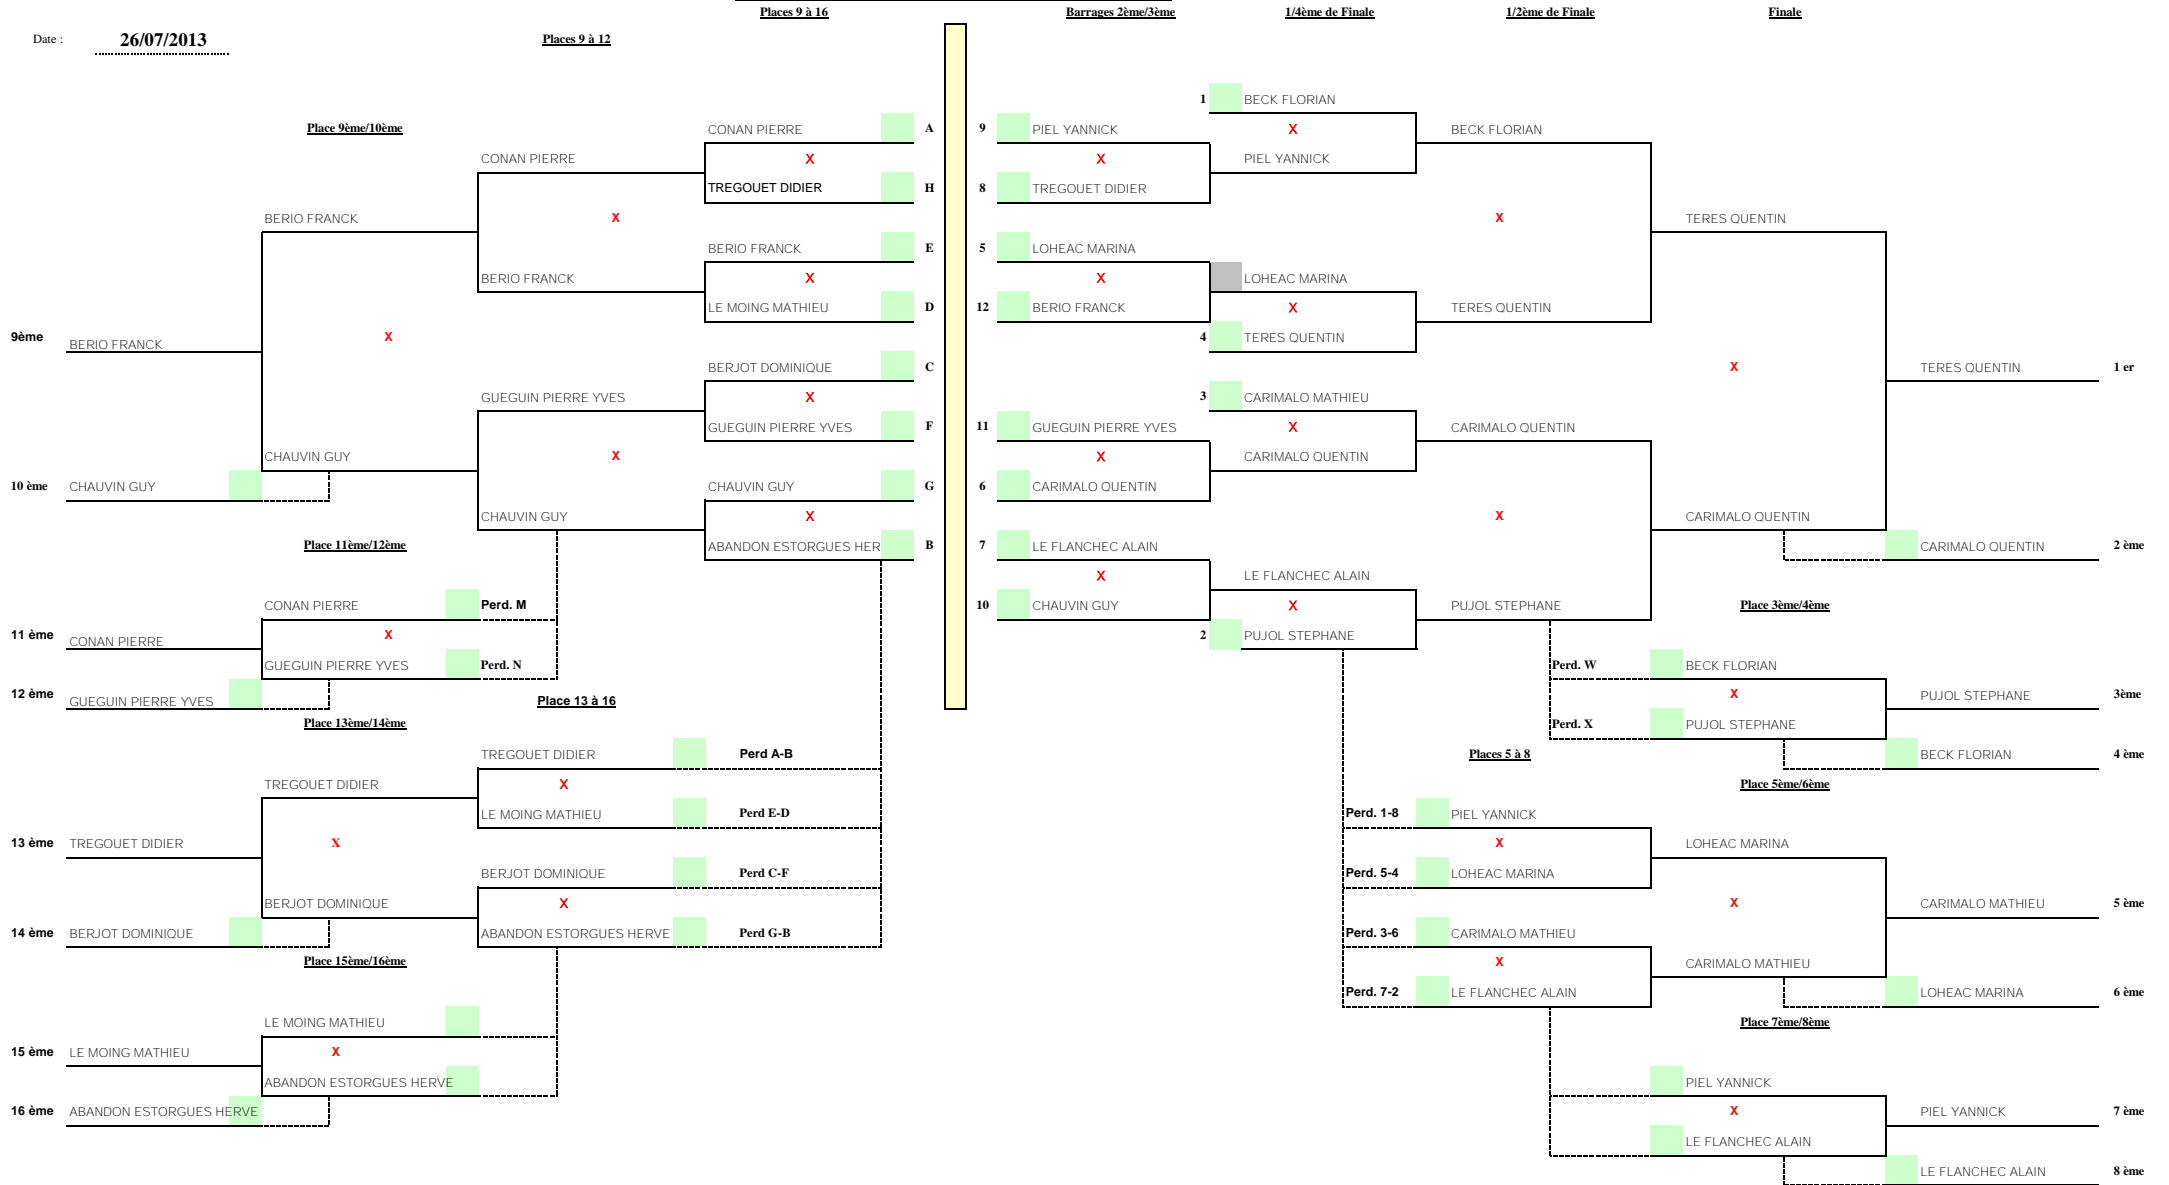 Places 9 à 16
Barrages 2ème/3ème
1/4ème de Finale
1/2ème de Finale
Finale
Date :
26/07/2013
Places 9 à 12
Place 9ème/10ème
CONAN PIERRE
A
CONAN PIERRE
X
TREGOUET DIDIER
H
BERIO FRANCK
X
BERIO FRANCK
E
BERIO FRANCK
X
LE MOING MATHIEU
D
9ème
BERIO FRANCK
X
BERJOT DOMINIQUE
C
GUEGUIN PIERRE YVES
X
GUEGUIN PIERRE YVES
F
CHAUVIN GUY
X
10 ème
CHAUVIN GUY
CHAUVIN GUY
G
CHAUVIN GUY
X
Place 11ème/12ème
ABANDON ESTORGUES HER
B
CONAN PIERRE
Perd. M
11 ème
CONAN PIERRE
X
GUEGUIN PIERRE YVES
Perd. N
12 ème
GUEGUIN PIERRE YVES
Place 13 à 16
Place 13ème/14ème
TREGOUET DIDIER
Perd A-B
TREGOUET DIDIER
X
LE MOING MATHIEU
Perd E-D
13 ème
TREGOUET DIDIER
X
BERJOT DOMINIQUE
Perd C-F
BERJOT DOMINIQUE
X
14 ème
BERJOT DOMINIQUE
ABANDON ESTORGUES HERVE
Perd G-B
Place 15ème/16ème
LE MOING MATHIEU
15 ème
LE MOING MATHIEU
X
ABANDON ESTORGUES HERVE
16 ème
ABANDON ESTORGUES HERVE
1
BECK FLORIAN
9
PIEL YANNICK
X
BECK FLORIAN
X
PIEL YANNICK
8
TREGOUET DIDIER
X
TERES QUENTIN
5
LOHEAC MARINA
X
LOHEAC MARINA
12
BERIO FRANCK
X
TERES QUENTIN
4
TERES QUENTIN
X
TERES QUENTIN
1 er
3
CARIMALO MATHIEU
11
GUEGUIN PIERRE YVES
X
CARIMALO QUENTIN
X
CARIMALO QUENTIN
6
CARIMALO QUENTIN
X
CARIMALO QUENTIN
7
LE FLANCHEC ALAIN
CARIMALO QUENTIN
2 ème
X
LE FLANCHEC ALAIN
10
CHAUVIN GUY
X
PUJOL STEPHANE
Place 3ème/4ème
2
PUJOL STEPHANE
Perd. W
BECK FLORIAN
X
PUJOL STEPHANE
3ème
Perd. X
PUJOL STEPHANE
Places 5 à 8
BECK FLORIAN
4 ème
Place 5ème/6ème
Perd. 1-8
PIEL YANNICK
X
LOHEAC MARINA
Perd. 5-4
LOHEAC MARINA
X
CARIMALO MATHIEU
5 ème
Perd. 3-6
CARIMALO MATHIEU
X
CARIMALO MATHIEU
Perd. 7-2
LE FLANCHEC ALAIN
LOHEAC MARINA
6 ème
Place 7ème/8ème
PIEL YANNICK
X
PIEL YANNICK
7 ème
LE FLANCHEC ALAIN
LE FLANCHEC ALAIN
8 ème